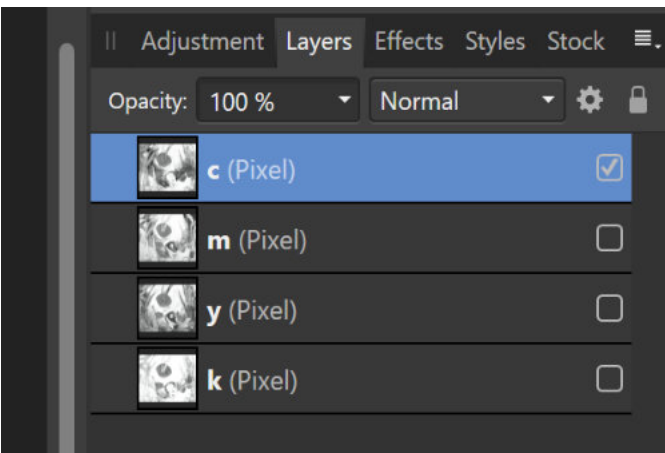 Adjustment Layers Effects Styles Stock
Opacity: 100 % Normal
c (Pixel)
m (Pixel)
y (Pixel)
k (Pixel)